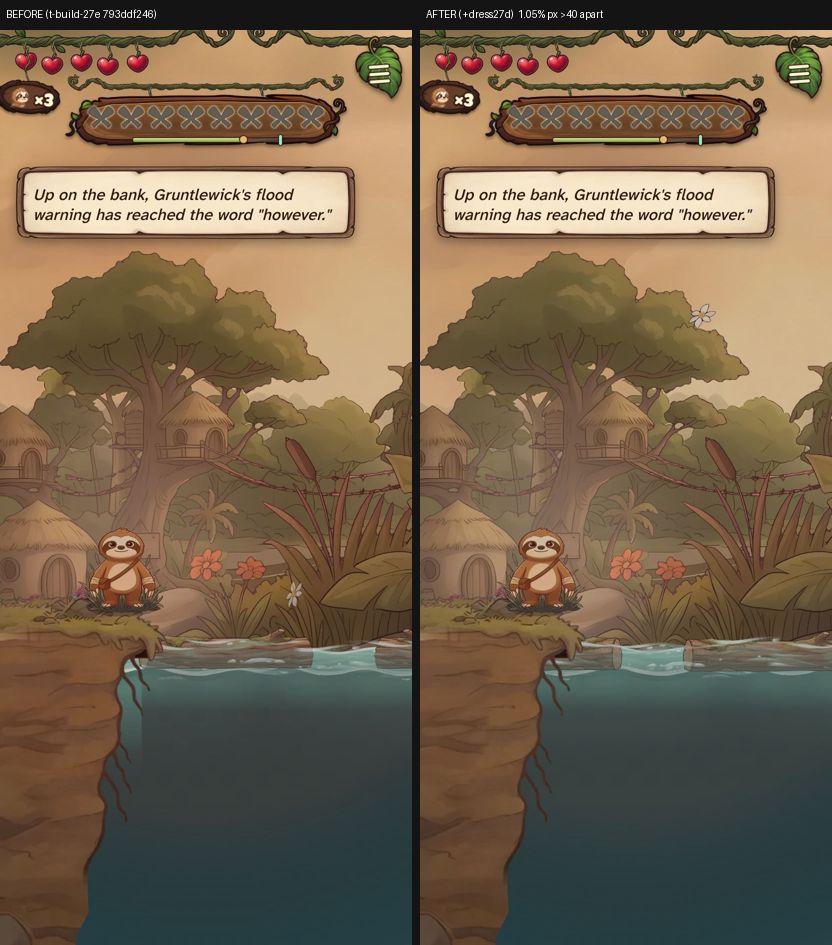 BEFORE (t-build-27e 793ddf246)
AFTER (+dress27d) 1.05% px >40 apart
×3
×3
Up on the bank, Gruntlewick's flood
warning has reached the word "however."
Up on the bank, Gruntlewick's flood
warning has reached the word "however."